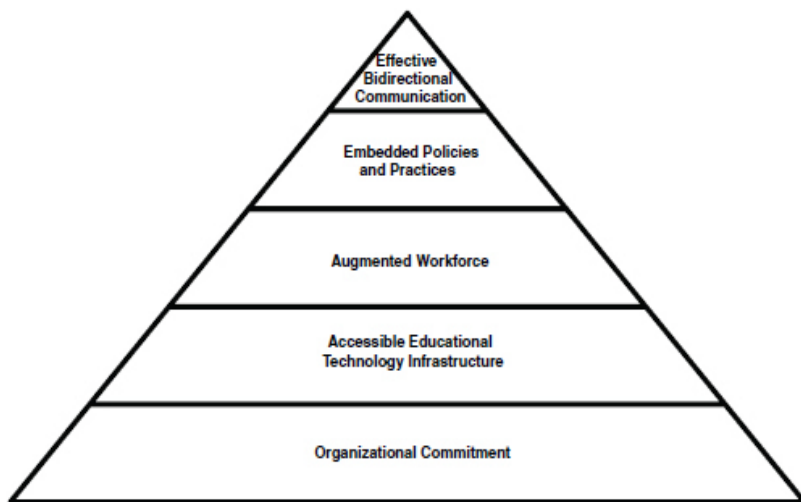 Effective
Bidirectional
Communication
Embedded Policies
and Practices
Augmented Workforce
Accessible Educational
Technology Infrastructure
Organizational Commitment